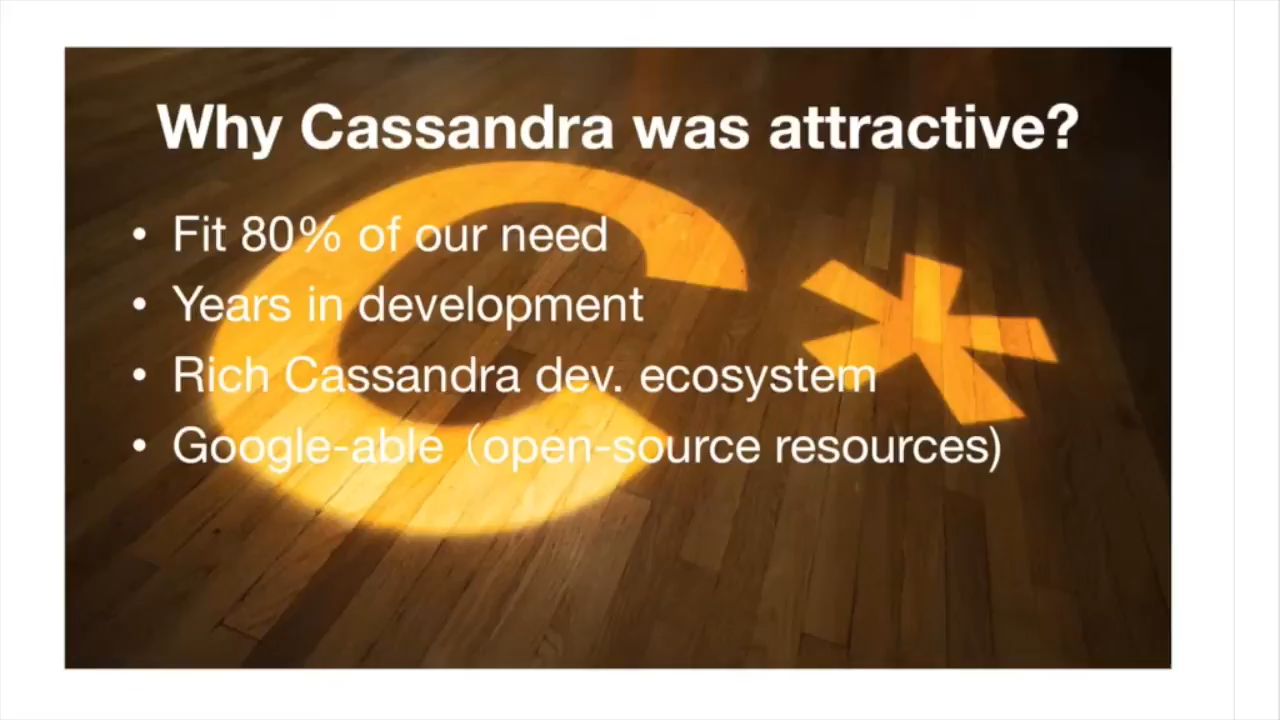 Why Cassandra was attractive?
• Fit 80% of our need
• Years in development
• Rich Cassandra dev. ecosystem
• Google-able（open-source resources)
C*